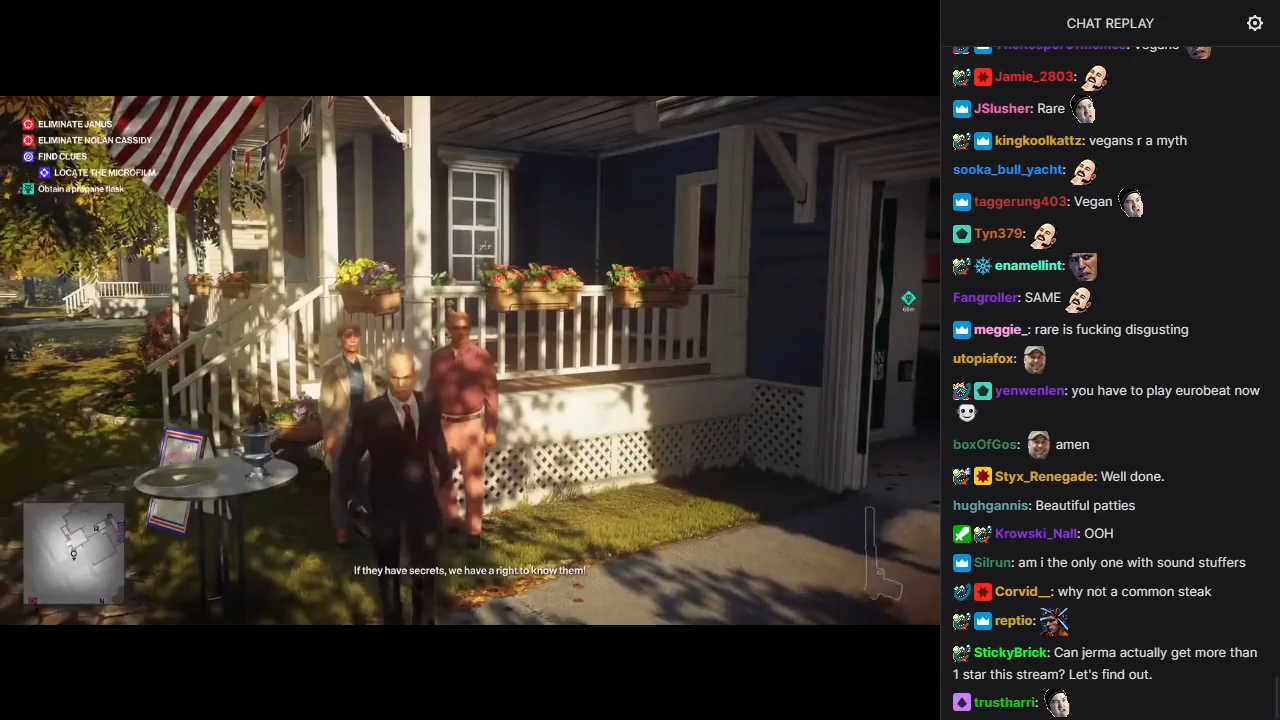 CHAT REPLAY
ELIMINATE JANUS
ELIMINATE NOLAN CASSIDY
FIND CLUES
LOCATE THE MICROFILM
Obtain a propane flask
If they have secrets, we have a right to know them!
N
Jamie_2803:
JSlusher: Rare
kingkoolkattz: vegans r a myth
sooka_bull_yacht:
taggerung403: Vegan
Tyn379:
enamellint:
Fangroller: SAME
meggie_: rare is fucking disgusting
utopiafox:
yenwenlen: you have to play eurobeat now
boxOfGos: amen
Styx_Renegade: Well done.
hughgannis: Beautiful patties
Krowski_Nall: OOH
Silrun: am i the only one with sound stuffers
Corvid__: why not a common steak
reptio:
StickyBrick: Can jerma actually get more than
1 star this stream? Let's find out.
trustharri: